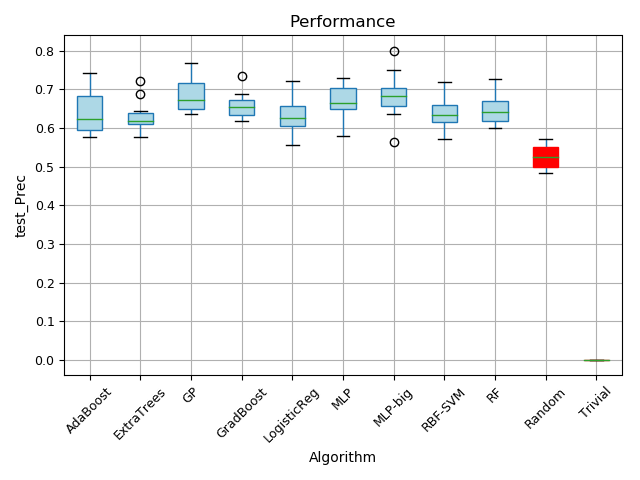 Performance
test_Prec
0.8
0.7
0.6
0.5
0.4
0.3
0.2
0.1
0.0
AdaBoost
ExtraTrees
GP
GradBoost
LogisticReg
MLP
MLP-big
RBF-SVM
RF
Random
Trivial
Algorithm